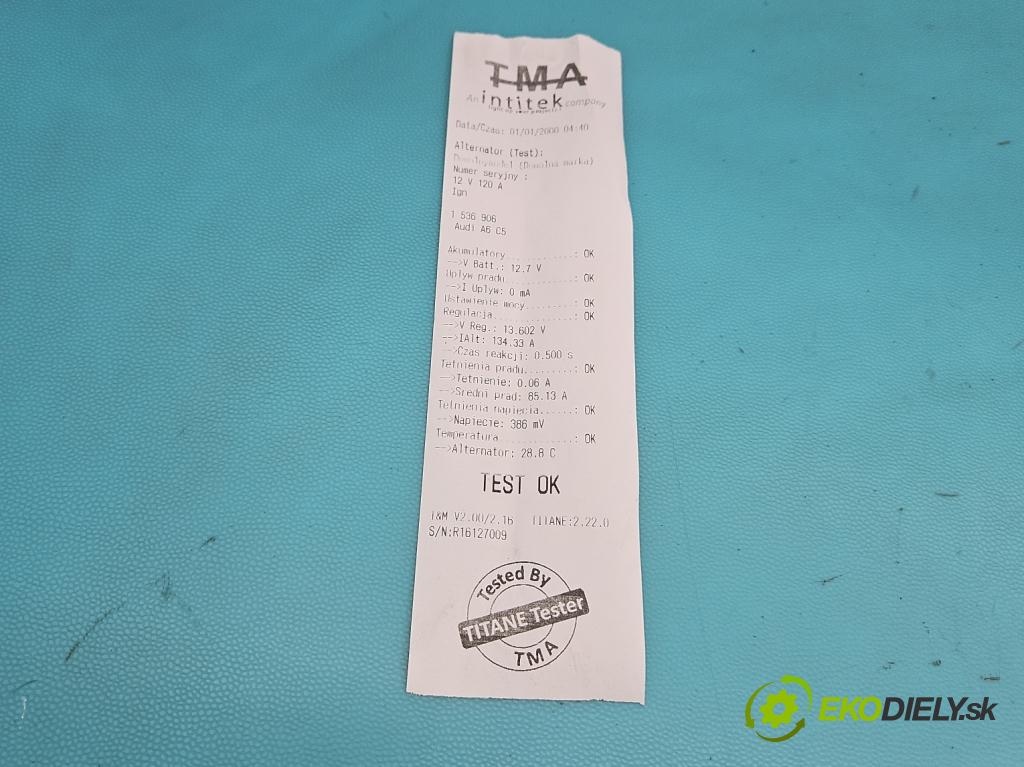 TMA
An intitek company
light up your projects
Data/Czas: 01/01/2000 04:40
Alternator (Test):
(Dowolna marka)
Numer seryjny :
12 V 120 A
Ign
1 536 906
Audi A6 C5
Akumulatory...........: OK
-->V Batt.: 12.7 V
Uplyw pradu...........: OK
-->I Uplyw: 0 mA
Ustawienie mocy.......: OK
Regulacja.............: OK
-->V Reg.: 13.602 V
-->IAlt: 134.33 A
-->Czas reakcji: 0.500 s
Tetnienia pradu.......: OK
-->Tetnienie: 0.06 A
-->Sredni prad: 85.13 A
Tetnienia napiecia......: OK
-->Napiecie: 386 mV
Temperatura...........: OK
-->Alternator: 28.8 C
TEST OK
T&M V2.00/2.16 TITANE:2.22.0
S/N:R16127009
Tested By
TITANE Tester
TMA
EKODIELY.sk